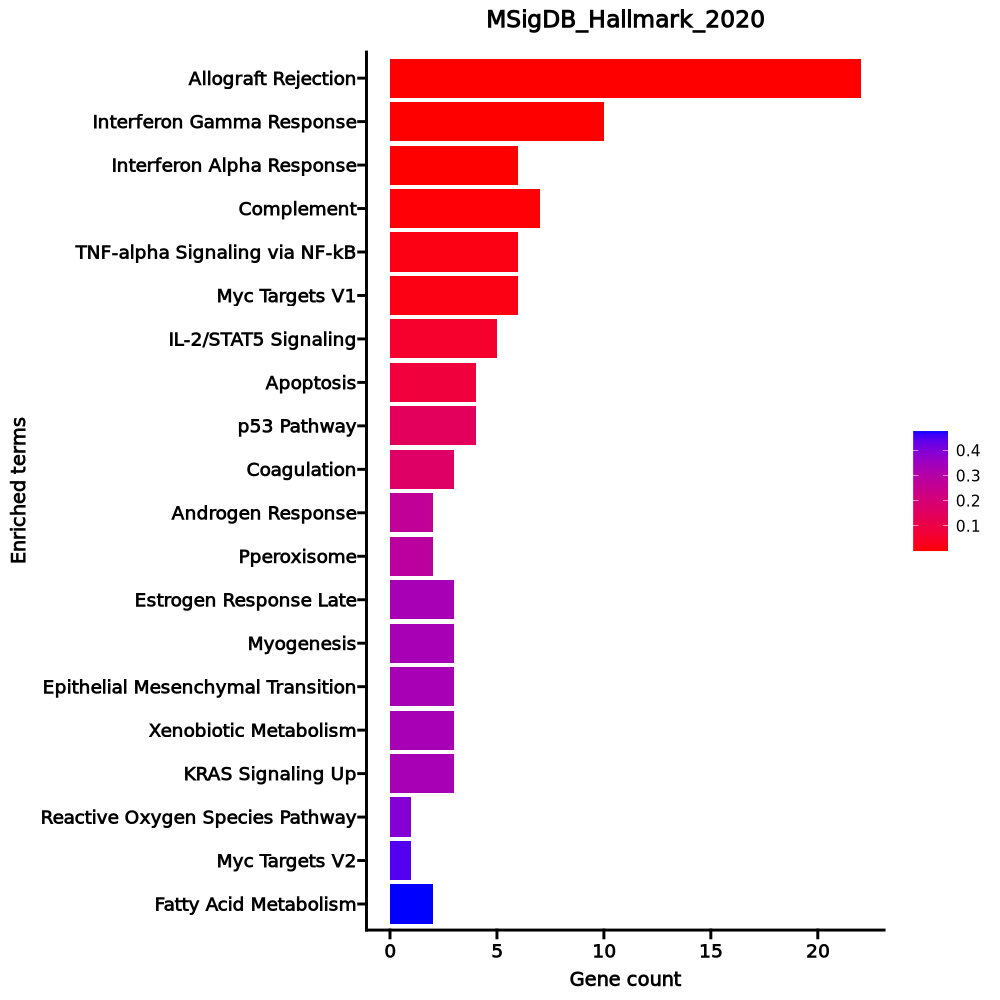 MSigDB_Hallmark_2020
Allograft Rejection
Interferon Gamma Response
Interferon Alpha Response
Complement
TNF-alpha Signaling via NF-kB
Myc Targets V1
IL-2/STAT5 Signaling
Apoptosis
p53 Pathway
Coagulation
Androgen Response
Pperoxisome
Estrogen Response Late
Myogenesis
Epithelial Mesenchymal Transition
Xenobiotic Metabolism
KRAS Signaling Up
Reactive Oxygen Species Pathway
Myc Targets V2
Fatty Acid Metabolism
Enriched terms
0 5 10 15 20
Gene count
0.4
0.3
0.2
0.1